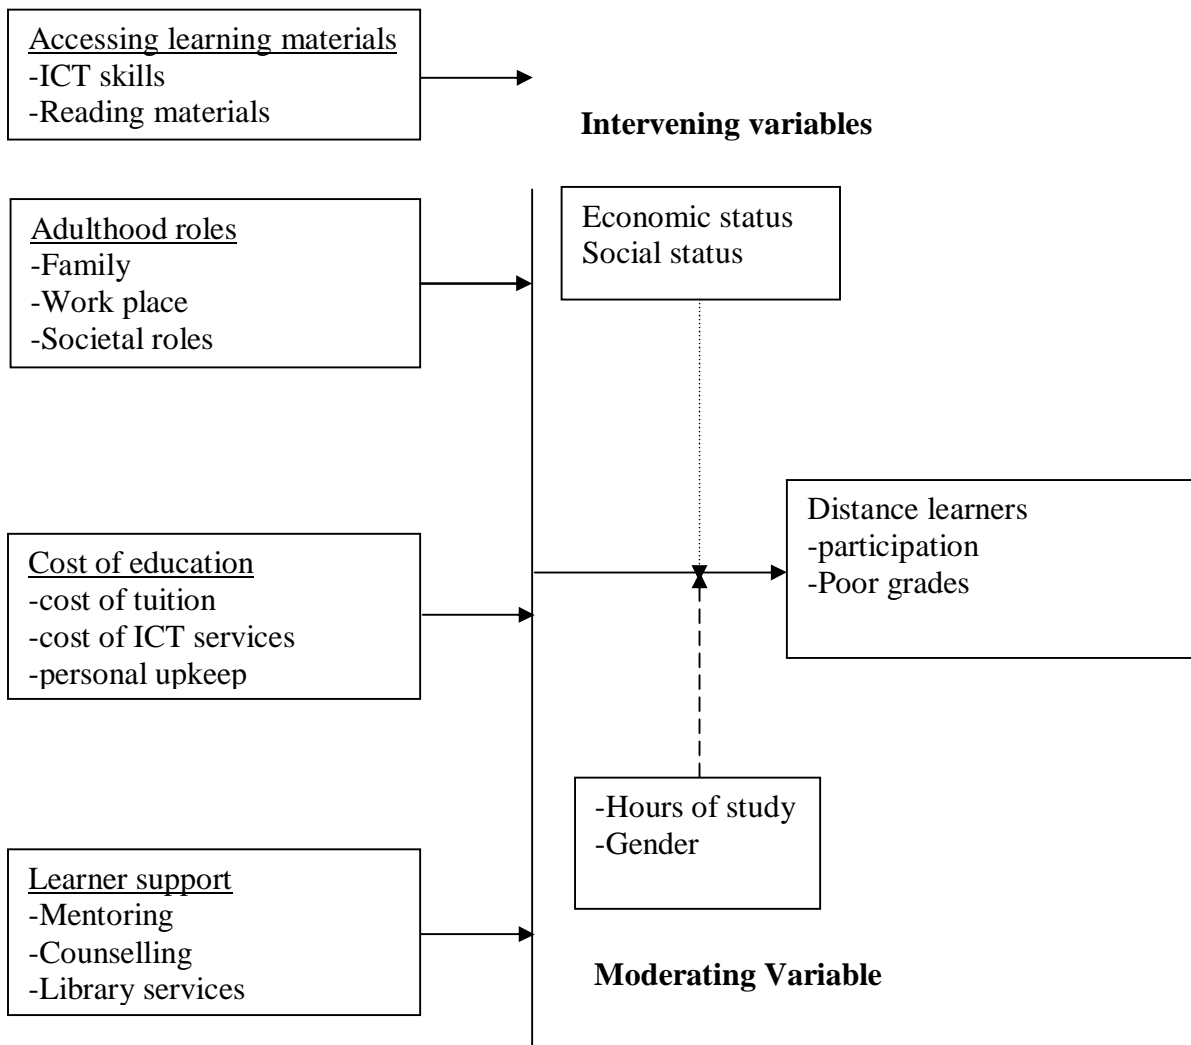 Accessing learning materials
-ICT skills
-Reading materials
Intervening variables
Adulthood roles
-Family
-Work place
-Societal roles
Economic status
Social status
Cost of education
-cost of tuition
-cost of ICT services
-personal upkeep
Distance learners
-participation
-Poor grades
-Hours of study
-Gender
Learner support
-Mentoring
-Counselling
-Library services
Moderating Variable